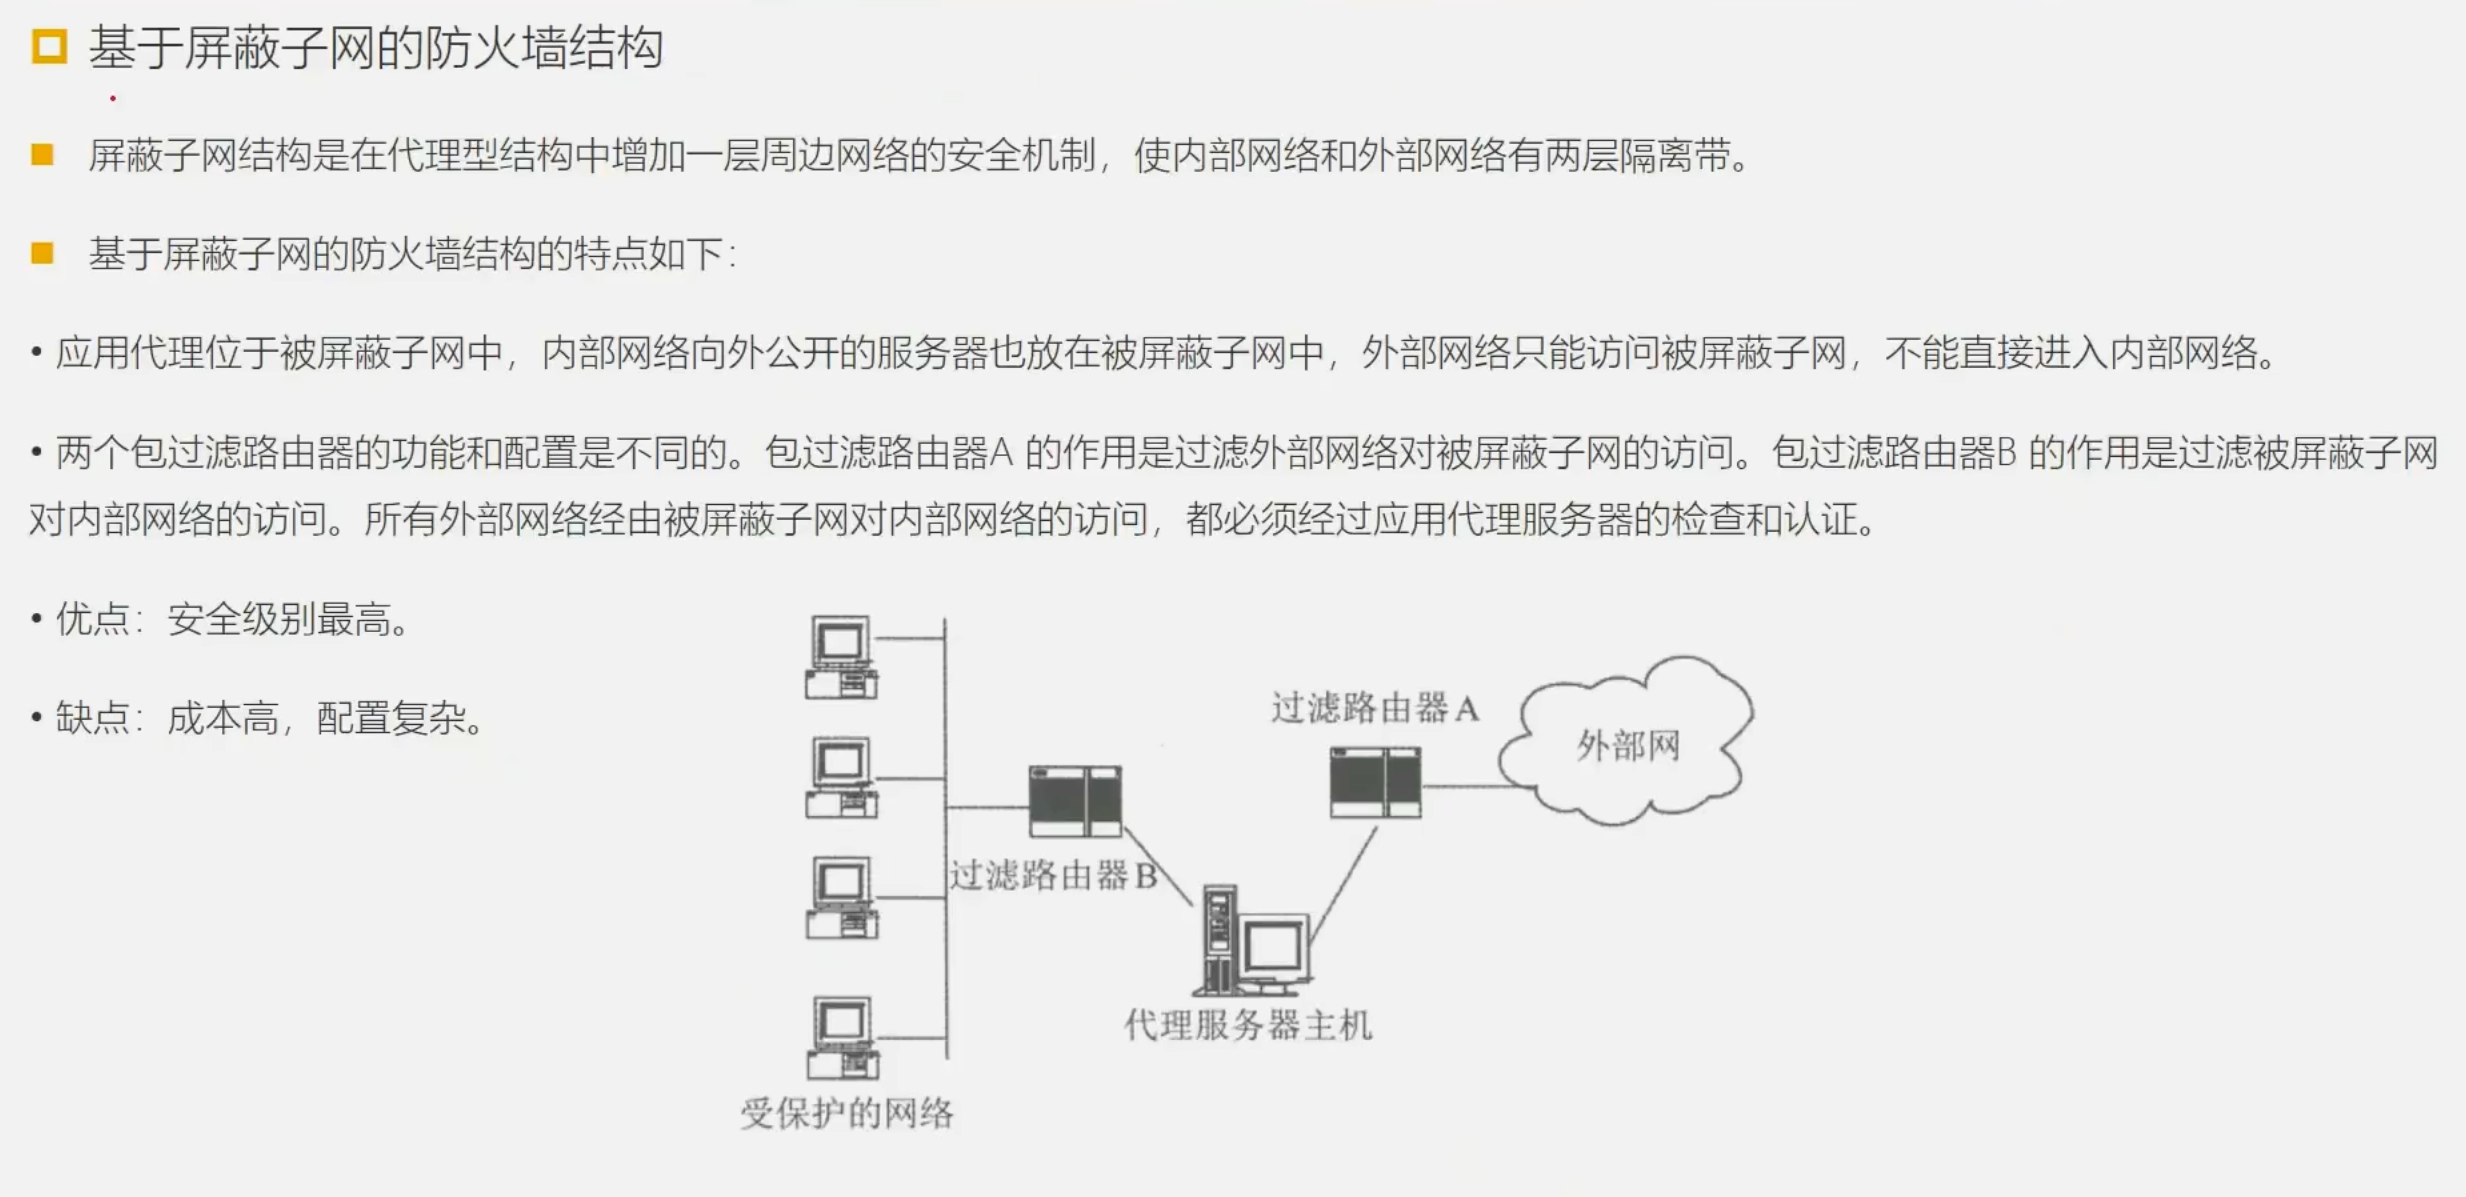 基于屏蔽子网的防火墙结构
屏蔽子网结构是在代理型结构中增加一层周边网络的安全机制，使内部网络和外部网络有两层隔离带。
基于屏蔽子网的防火墙结构的特点如下：
• 应用代理位于被屏蔽子网中，内部网络向外公开的服务器也放在被屏蔽子网中，外部网络只能访问被屏蔽子网，不能直接进入内部网络。
• 两个包过滤路由器的功能和配置是不同的。包过滤路由器A 的作用是过滤外部网络对被屏蔽子网的访问。包过滤路由器B 的作用是过滤被屏蔽子网
对内部网络的访问。所有外部网络经由被屏蔽子网对内部网络的访问，都必须经过应用代理服务器的检查和认证。
• 优点：安全级别最高。
• 缺点：成本高，配置复杂。
过滤路由器A
外部网
过滤路由器B
代理服务器主机
受保护的网络